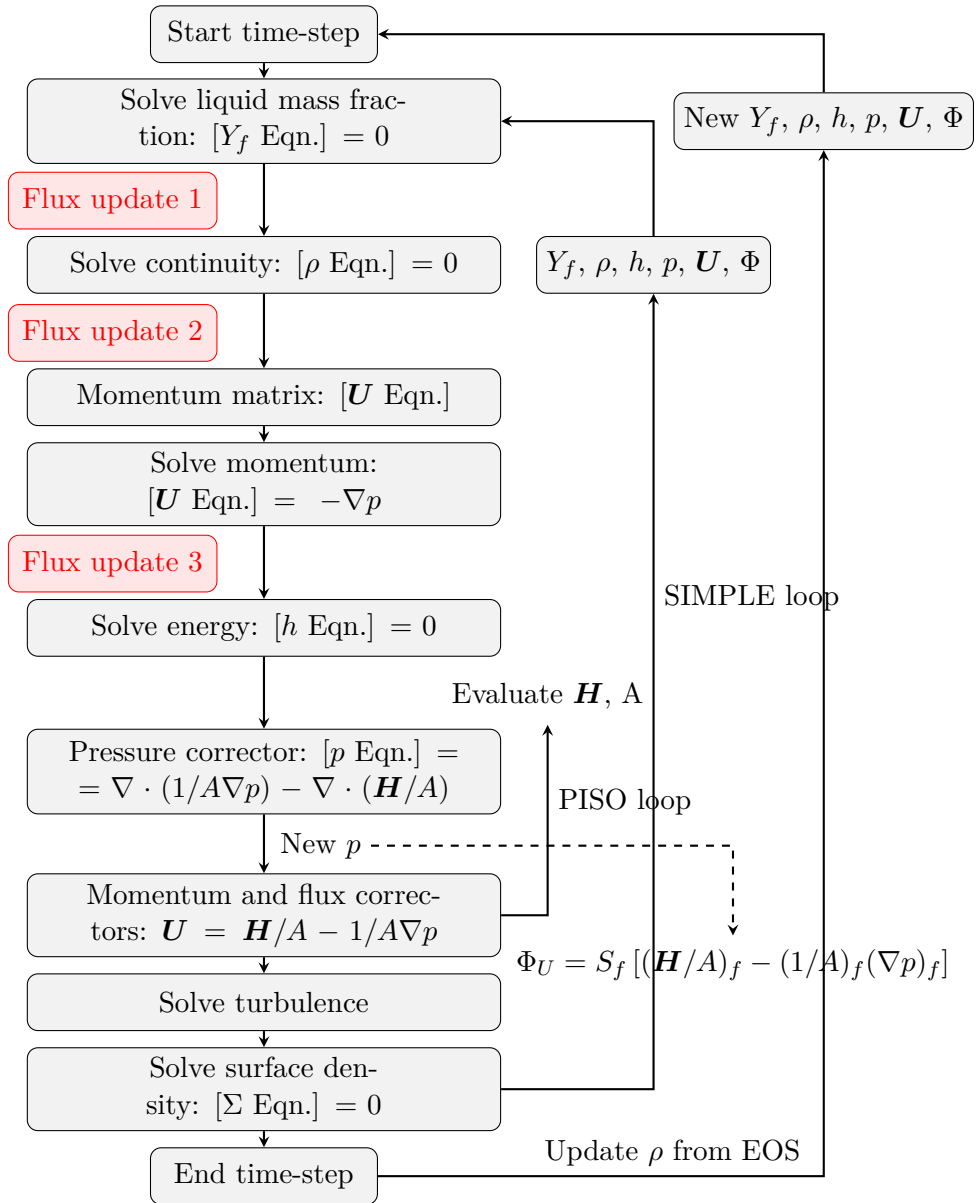 Start time-step
Solve liquid mass frac-
tion: [Y_f Eqn.] = 0
New Y_f, ρ, h, p, U, Φ
Flux update 1
Solve continuity: [ρ Eqn.] = 0
Y_f, ρ, h, p, U, Φ
Flux update 2
Momentum matrix: [U Eqn.]
Solve momentum:
[U Eqn.] = −∇p
Flux update 3
SIMPLE loop
Solve energy: [h Eqn.] = 0
Evaluate H, A
Pressure corrector: [p Eqn.] =
= ∇ · (1/A∇p) − ∇ · (H/A)
PISO loop
New p
Momentum and flux correc-
tors: U = H/A − 1/A∇p
Φ_U = S_f [(H/A)_f − (1/A)_f(∇p)_f]
Solve turbulence
Solve surface den-
sity: [Σ Eqn.] = 0
Update ρ from EOS
End time-step